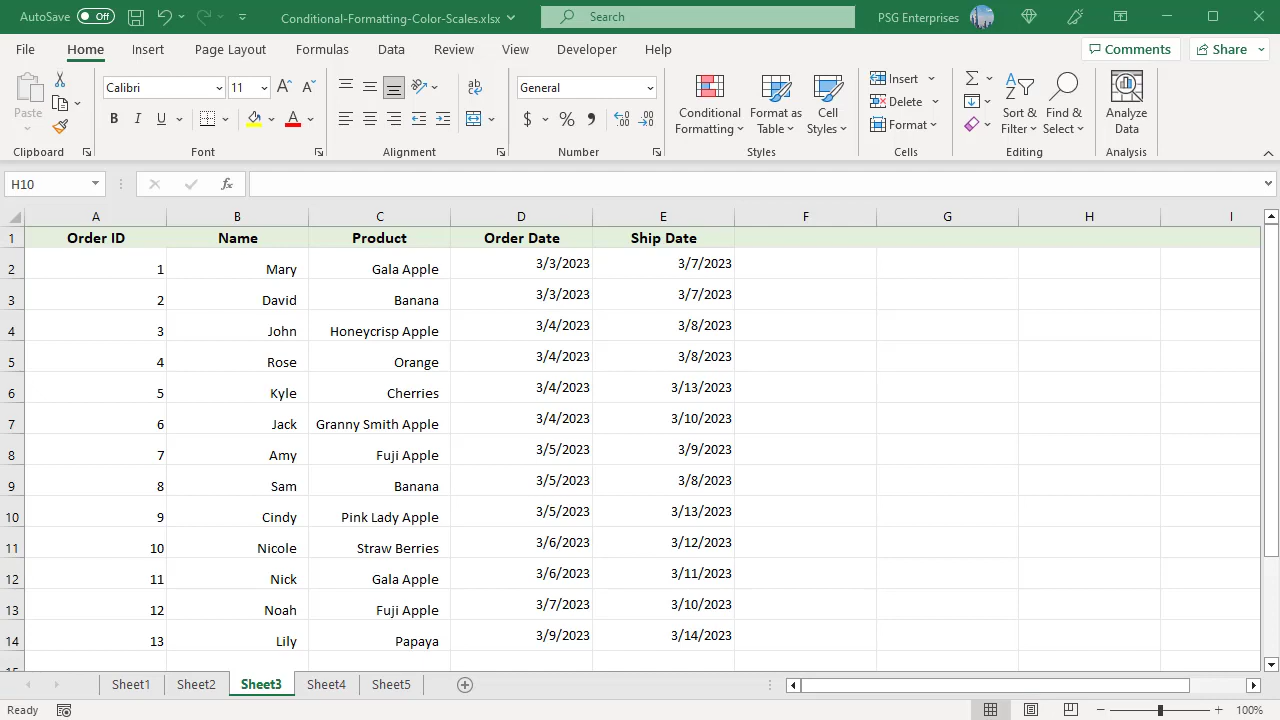 AutoSave Off Conditional-Formatting-Color-Scales.xlsx Search PSG Enterprises
File Home Insert Page Layout Formulas Data Review View Developer Help Comments Share
Paste Calibri 11 General Conditional Formatting Format as Table Cell Styles Insert Delete Format Sort & Filter Find & Select Analyze Data
Clipboard Font Alignment Number Styles Cells Editing Analysis
H10 fx
A B C D E F G H I
1 Order ID Name Product Order Date Ship Date
2 1 Mary Gala Apple 3/3/2023 3/7/2023
3 2 David Banana 3/3/2023 3/7/2023
4 3 John Honeycrisp Apple 3/4/2023 3/8/2023
5 4 Rose Orange 3/4/2023 3/8/2023
6 5 Kyle Cherries 3/4/2023 3/13/2023
7 6 Jack Granny Smith Apple 3/4/2023 3/10/2023
8 7 Amy Fuji Apple 3/5/2023 3/9/2023
9 8 Sam Banana 3/5/2023 3/8/2023
10 9 Cindy Pink Lady Apple 3/5/2023 3/13/2023
11 10 Nicole Straw Berries 3/6/2023 3/12/2023
12 11 Nick Gala Apple 3/6/2023 3/11/2023
13 12 Noah Fuji Apple 3/7/2023 3/10/2023
14 13 Lily Papaya 3/9/2023 3/14/2023
15
Sheet1 Sheet2 Sheet3 Sheet4 Sheet5
Ready 100%